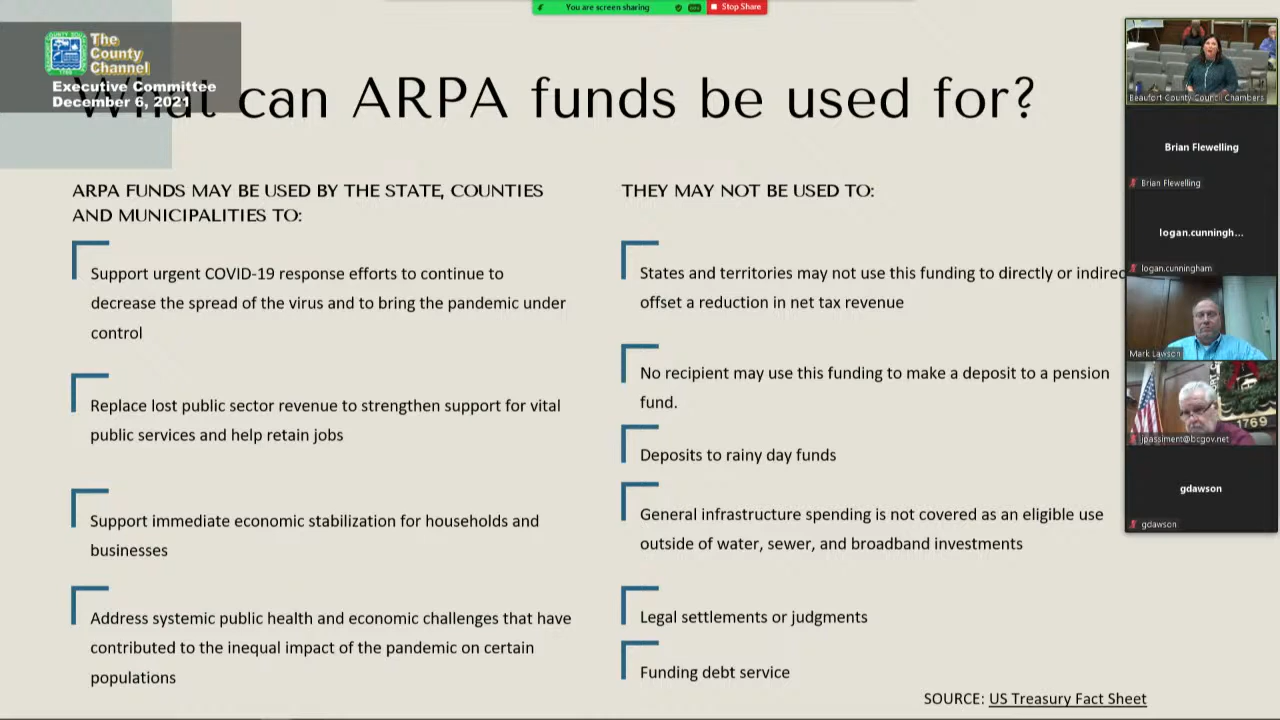 You are screen sharing
Stop Share
The
County
Channel
1769
Executive Committee
December 6, 2021
What can ARPA funds be used for?
ARPA FUNDS MAY BE USED BY THE STATE, COUNTIES
AND MUNICIPALITIES TO:
Support urgent COVID-19 response efforts to continue to
decrease the spread of the virus and to bring the pandemic under
control
Replace lost public sector revenue to strengthen support for vital
public services and help retain jobs
Support immediate economic stabilization for households and
businesses
Address systemic public health and economic challenges that have
contributed to the inequal impact of the pandemic on certain
populations
THEY MAY NOT BE USED TO:
States and territories may not use this funding to directly or indirec
offset a reduction in net tax revenue
No recipient may use this funding to make a deposit to a pension
fund.
Deposits to rainy day funds
General infrastructure spending is not covered as an eligible use
outside of water, sewer, and broadband investments
Legal settlements or judgments
Funding debt service
SOURCE: US Treasury Fact Sheet
Beaufort County Council Chambers
Brian Flewelling
Brian Flewelling
logan.cunningh...
logan.cunningham
Mark Lawson
1769
jpassiment@bcgov.net
gdawson
gdawson